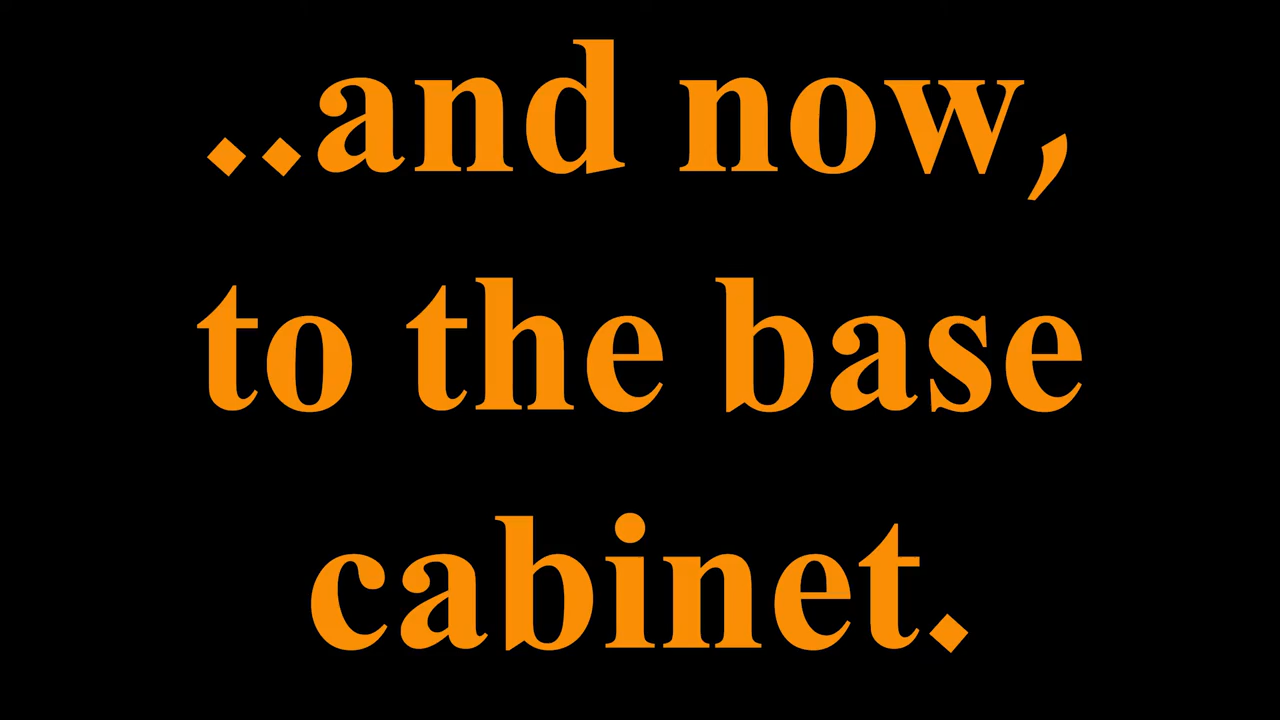 ..and now,
to the base
cabinet.